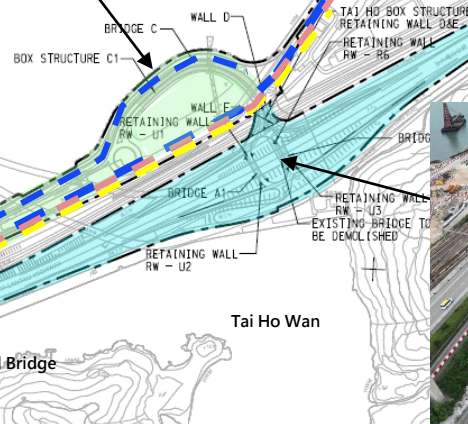 WALL D
TAI HO BOX STRUCTURE
RETAINING WALL D&E
BRIDGE C
RETAINING WALL
RW - R6
BOX STRUCTURE C1
WALL E
RETAINING WALL
RW - U1
BRIDG
BRIDGE A1
RETAINING WALL
RW - U3
EXISTING BRIDGE TO
BE DEMOLISHED
RETAINING WALL
RW - U2
Tai Ho Wan
Bridge